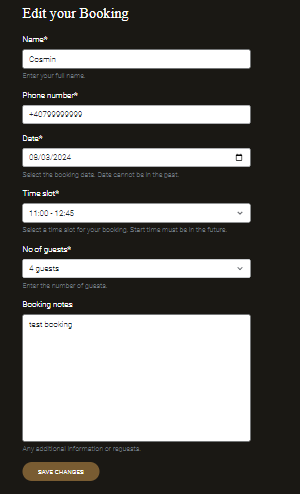 Edit your Booking
Name*
Cosmin
Enter your full name.
Phone number*
+40799999999
Date*
08/03/2024
Select the booking date. Date cannot be in the past.
Time slot*
11:00 - 12:45
Select a time slot for your booking. Start time must be in the future.
No of guests*
4 guests
Enter the number of guests.
Booking notes
test booking
Any additional information or requests.
SAVE CHANGES